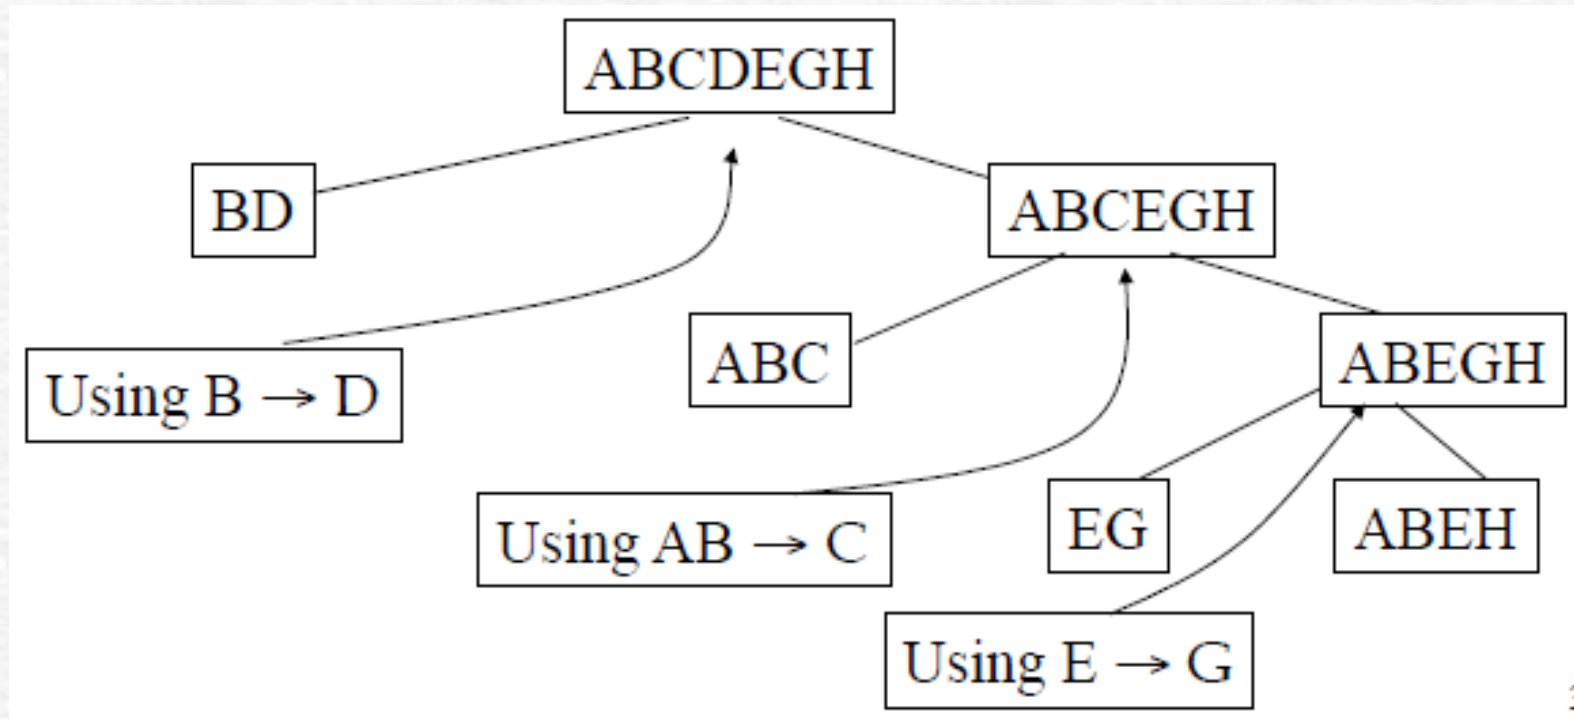 ABCDEGH
BD
ABCEGH
ABC
ABEGH
Using B → D
EG
ABEH
Using AB → C
Using E → G